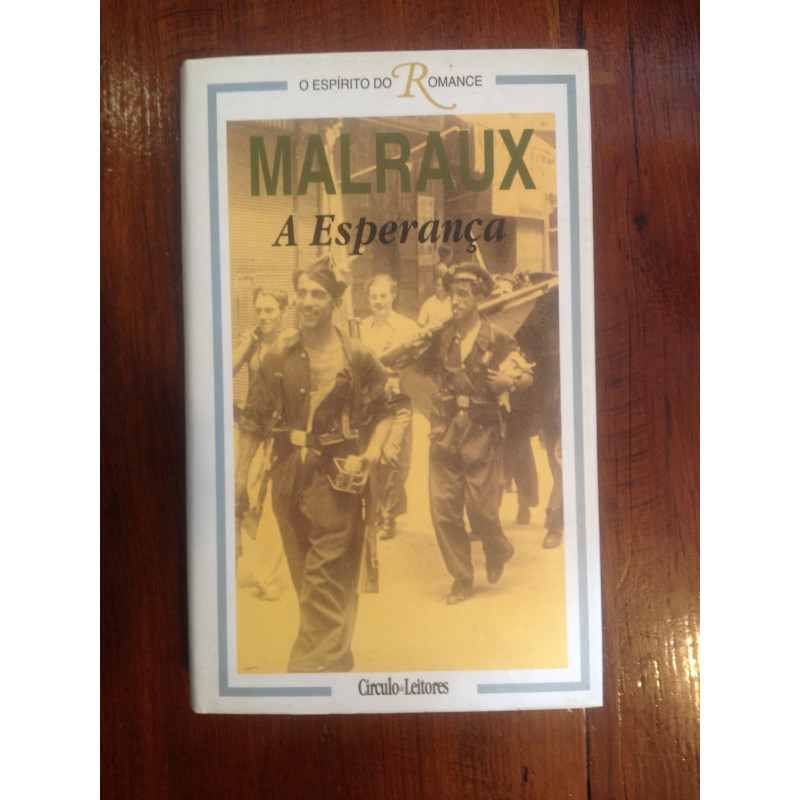 O ESPÍRITO DO ROMANCE
MALRAUX
A Esperança
Círculo de Leitores